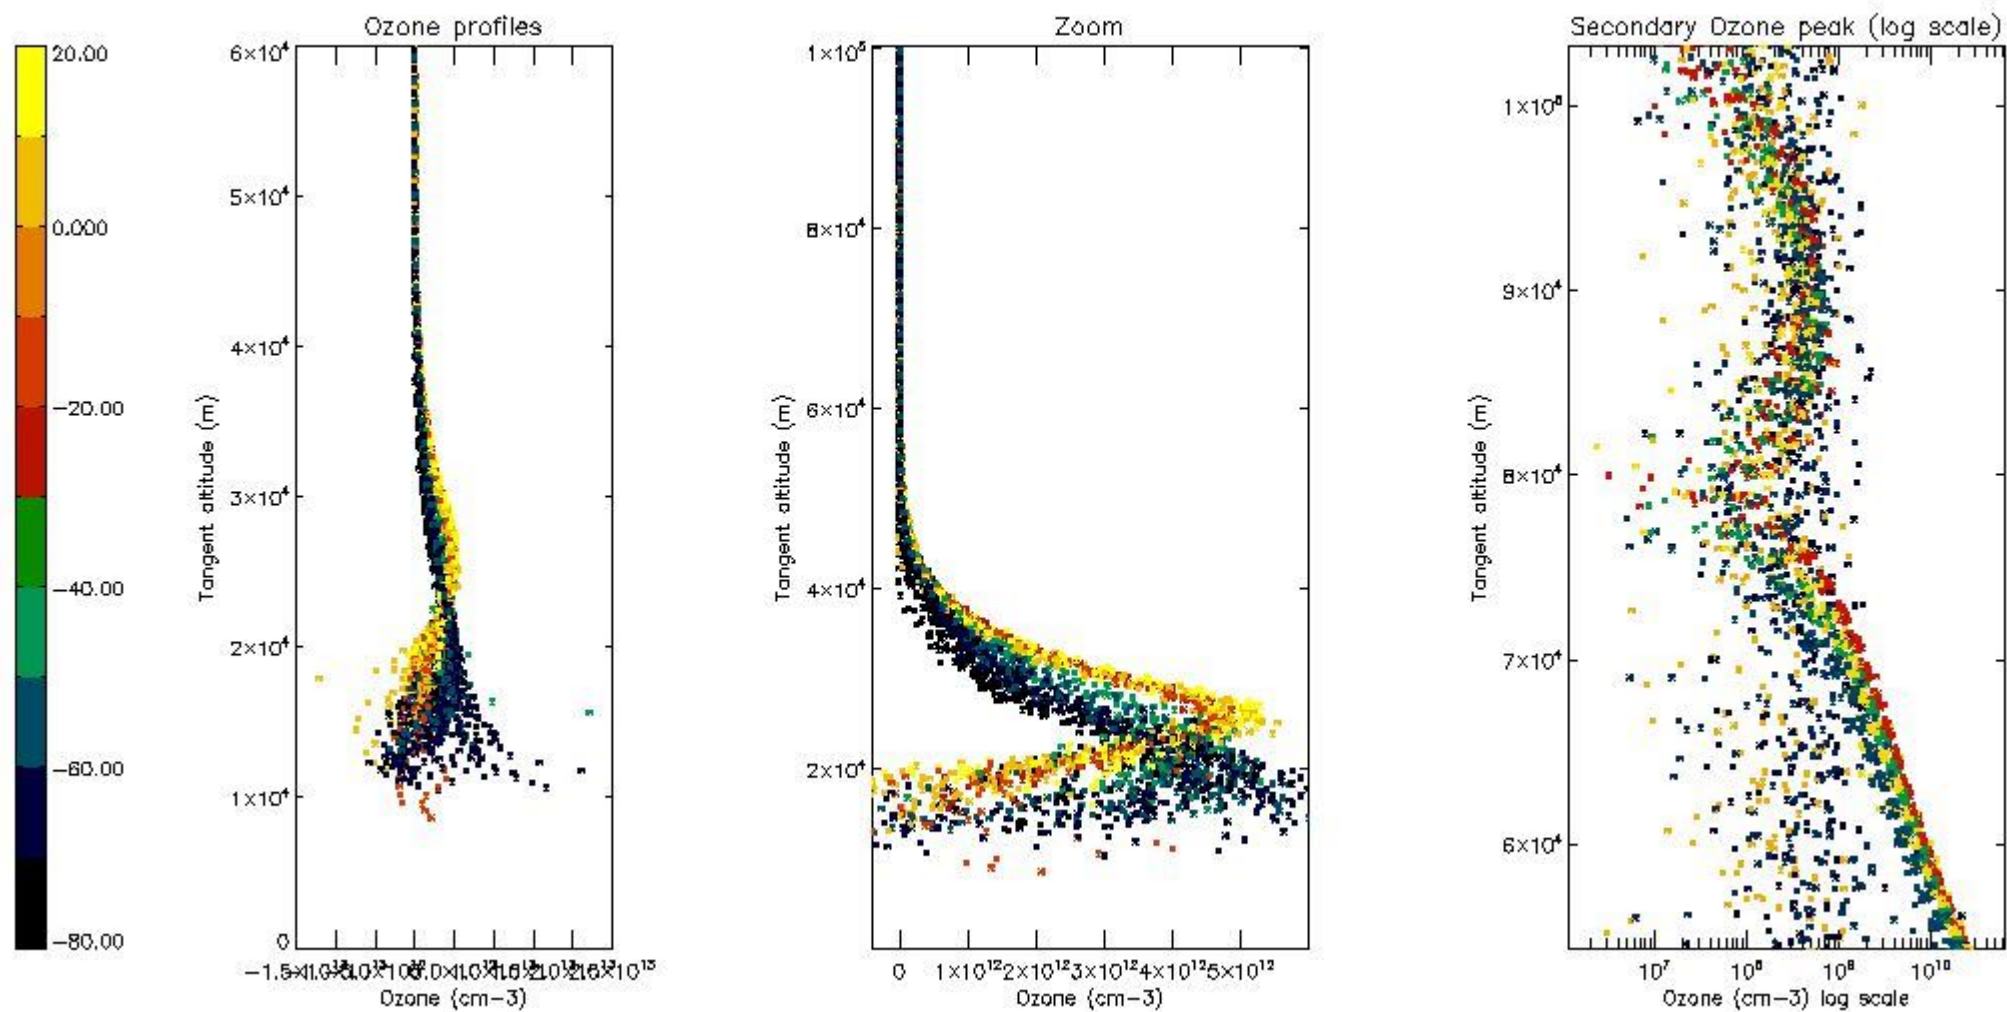 Ozone profiles
Zoom
Secondary Ozone peak (log scale)
20.00
0.000
−20.00
−40.00
−60.00
−80.00
6×10⁴
5×10⁴
4×10⁴
3×10⁴
2×10⁴
1×10⁴
0
Tangent altitude (m)
Ozone (cm−3)
1×10⁵
8×10⁴
6×10⁴
4×10⁴
2×10⁴
Tangent altitude (m)
0 1×10¹² 2×10¹² 3×10¹² 4×10¹² 5×10¹²
Ozone (cm−3)
9×10⁴
8×10⁴
7×10⁴
6×10⁴
Tangent altitude (m)
10⁷ 10⁸ 10⁹ 10¹⁰
Ozone (cm−3) log scale